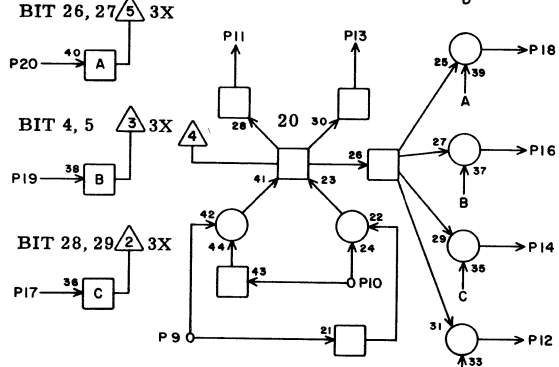 BIT 26, 27 5 3X
40
P20 A
BIT 4, 5 3 3X
38
P19 B
BIT 28, 29 2 3X
36
P17 C
P11 P13
28 20 30
4
41 23 26
42 22
44 24
43
P10
P9 21
25 P18
39
A
27 P16
37
B
29 P14
35
C
31 P12
33